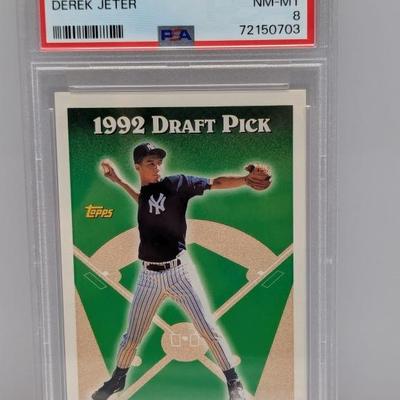 DEREK JETER
NM-MT
8
PSA
72150703
1992 DRAFT PICK
Topps
NY